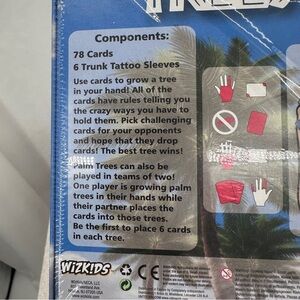 Components:
78 Cards
6 Trunk Tattoo Sleeves
Use cards to grow a tree
in your hand! All of the
cards have rules telling you
the crazy ways you have to
hold them. Pick challenging
cards for your opponents
and hope that they drop
cards! The best tree wins!
Palm Trees can also be
played in teams of two!
One player is growing palm
trees in their hands while
their partner places the
cards into those trees.
Be the first to place 6 cards
in each tree.
WIZKIDS